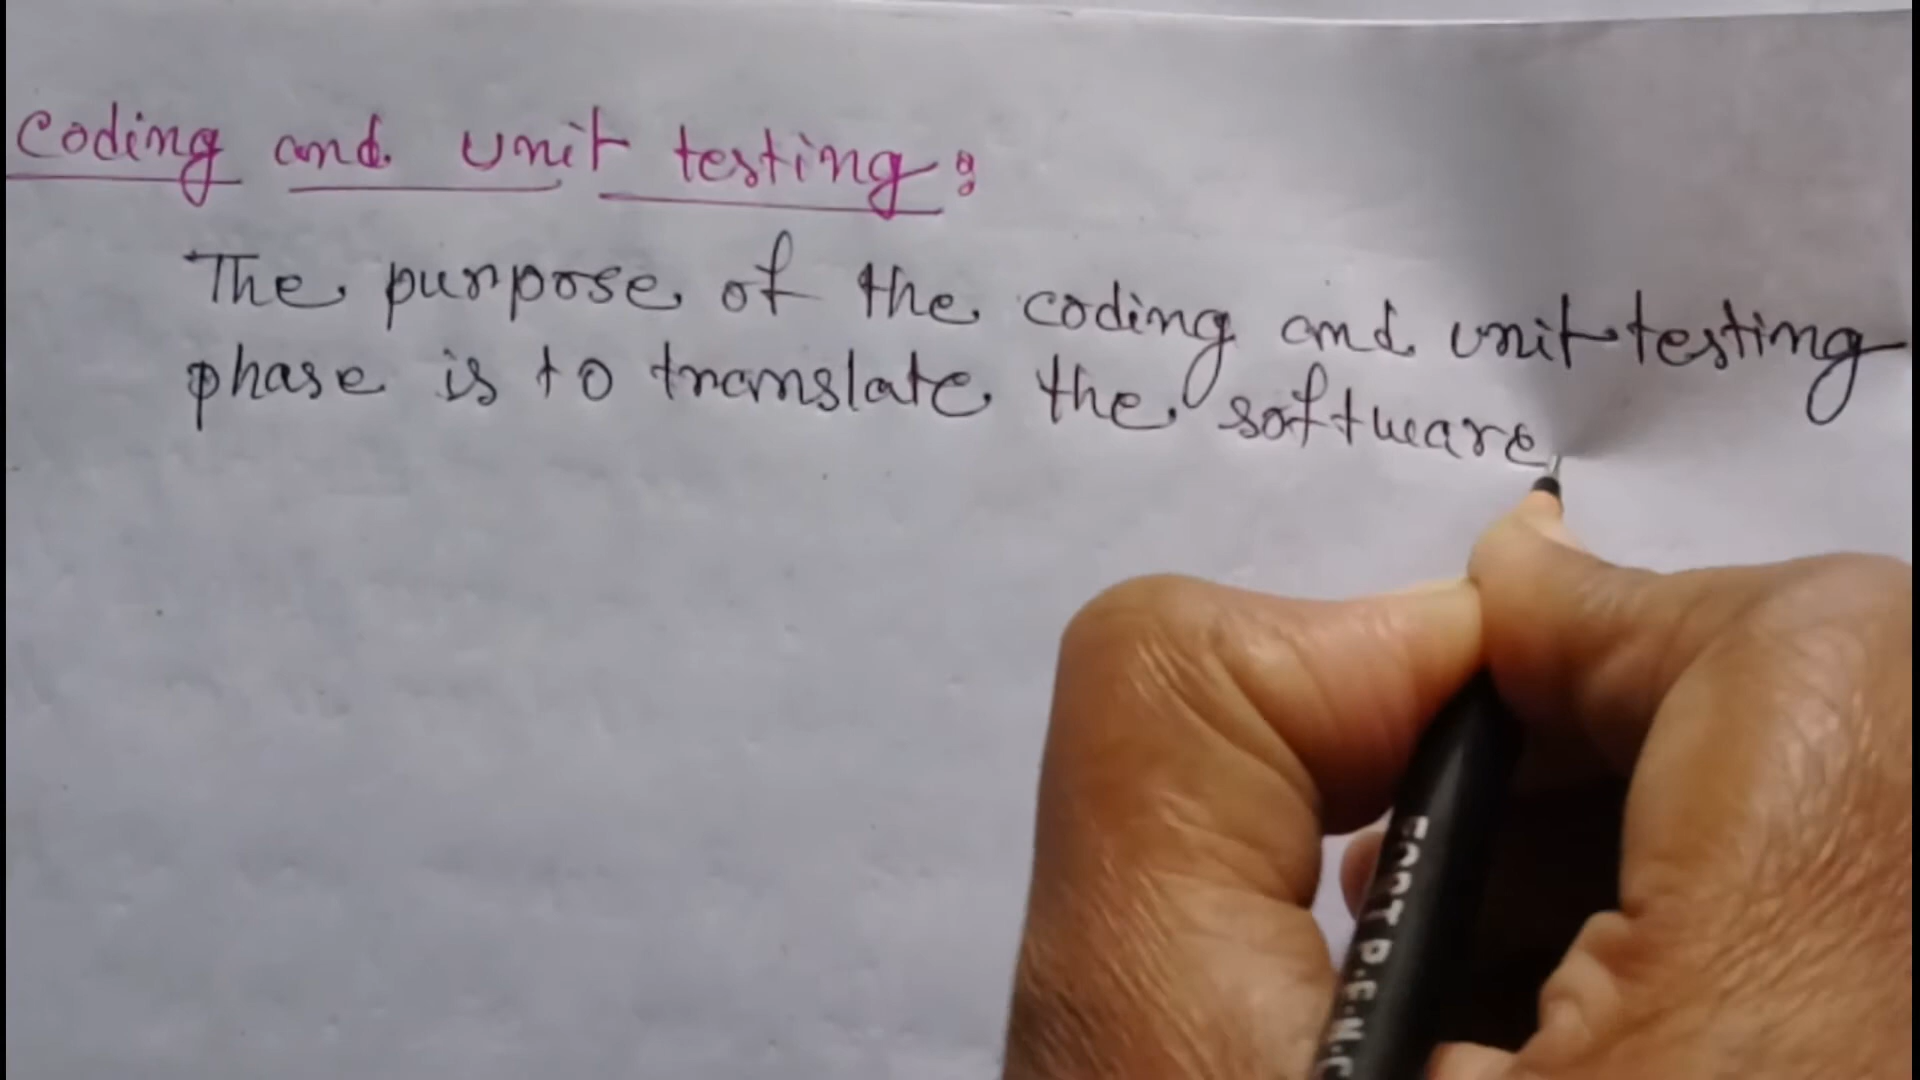 Coding and unit testing:
The purpose of the coding and unit testing
phase is to translate the software